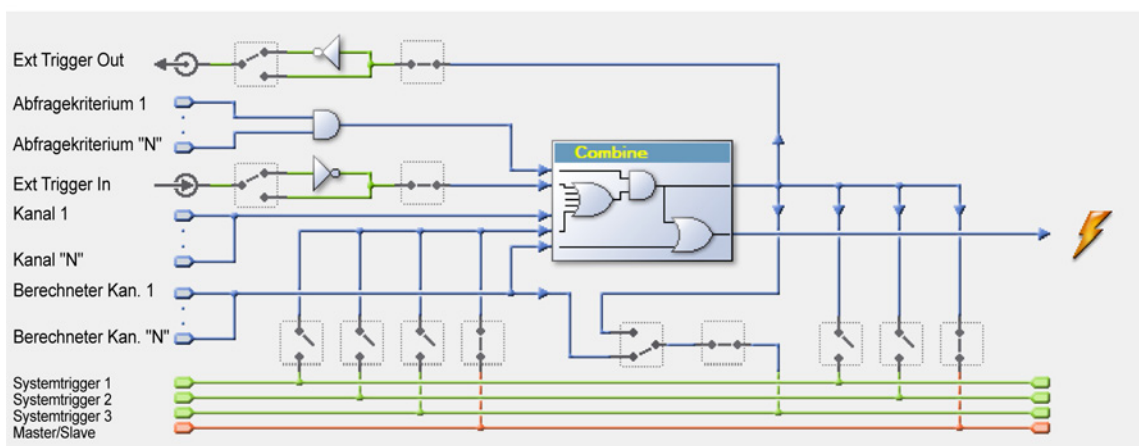 Ext Trigger Out
Abfragekriterium 1
Abfragekriterium "N"
Ext Trigger In
Kanal 1
Kanal "N"
Berechneter Kan. 1
Berechneter Kan. "N"
Systemtrigger 1
Systemtrigger 2
Systemtrigger 3
Master/Slave
Combine